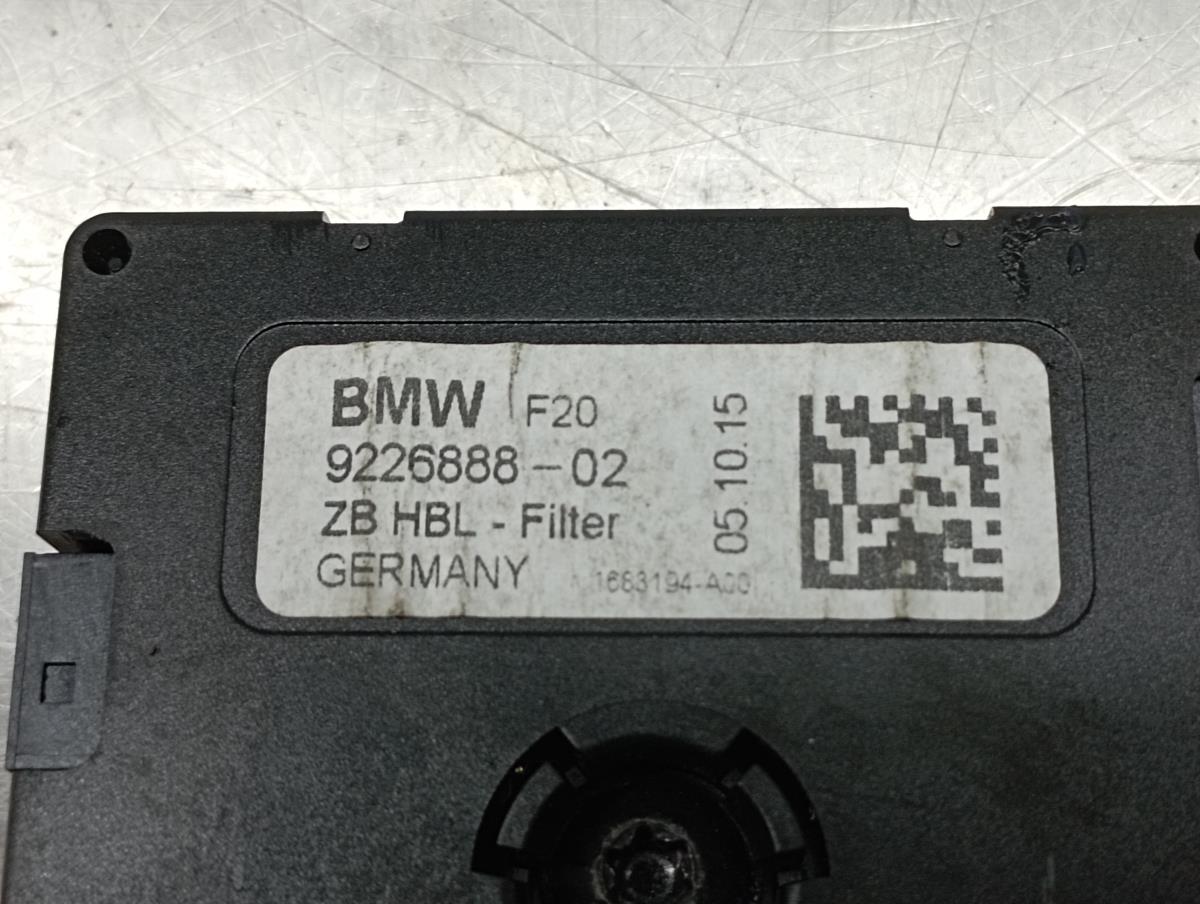 BMW F20
9226888-02
ZB HBL - Filter
GERMANY 1683194-A00
05.10.15